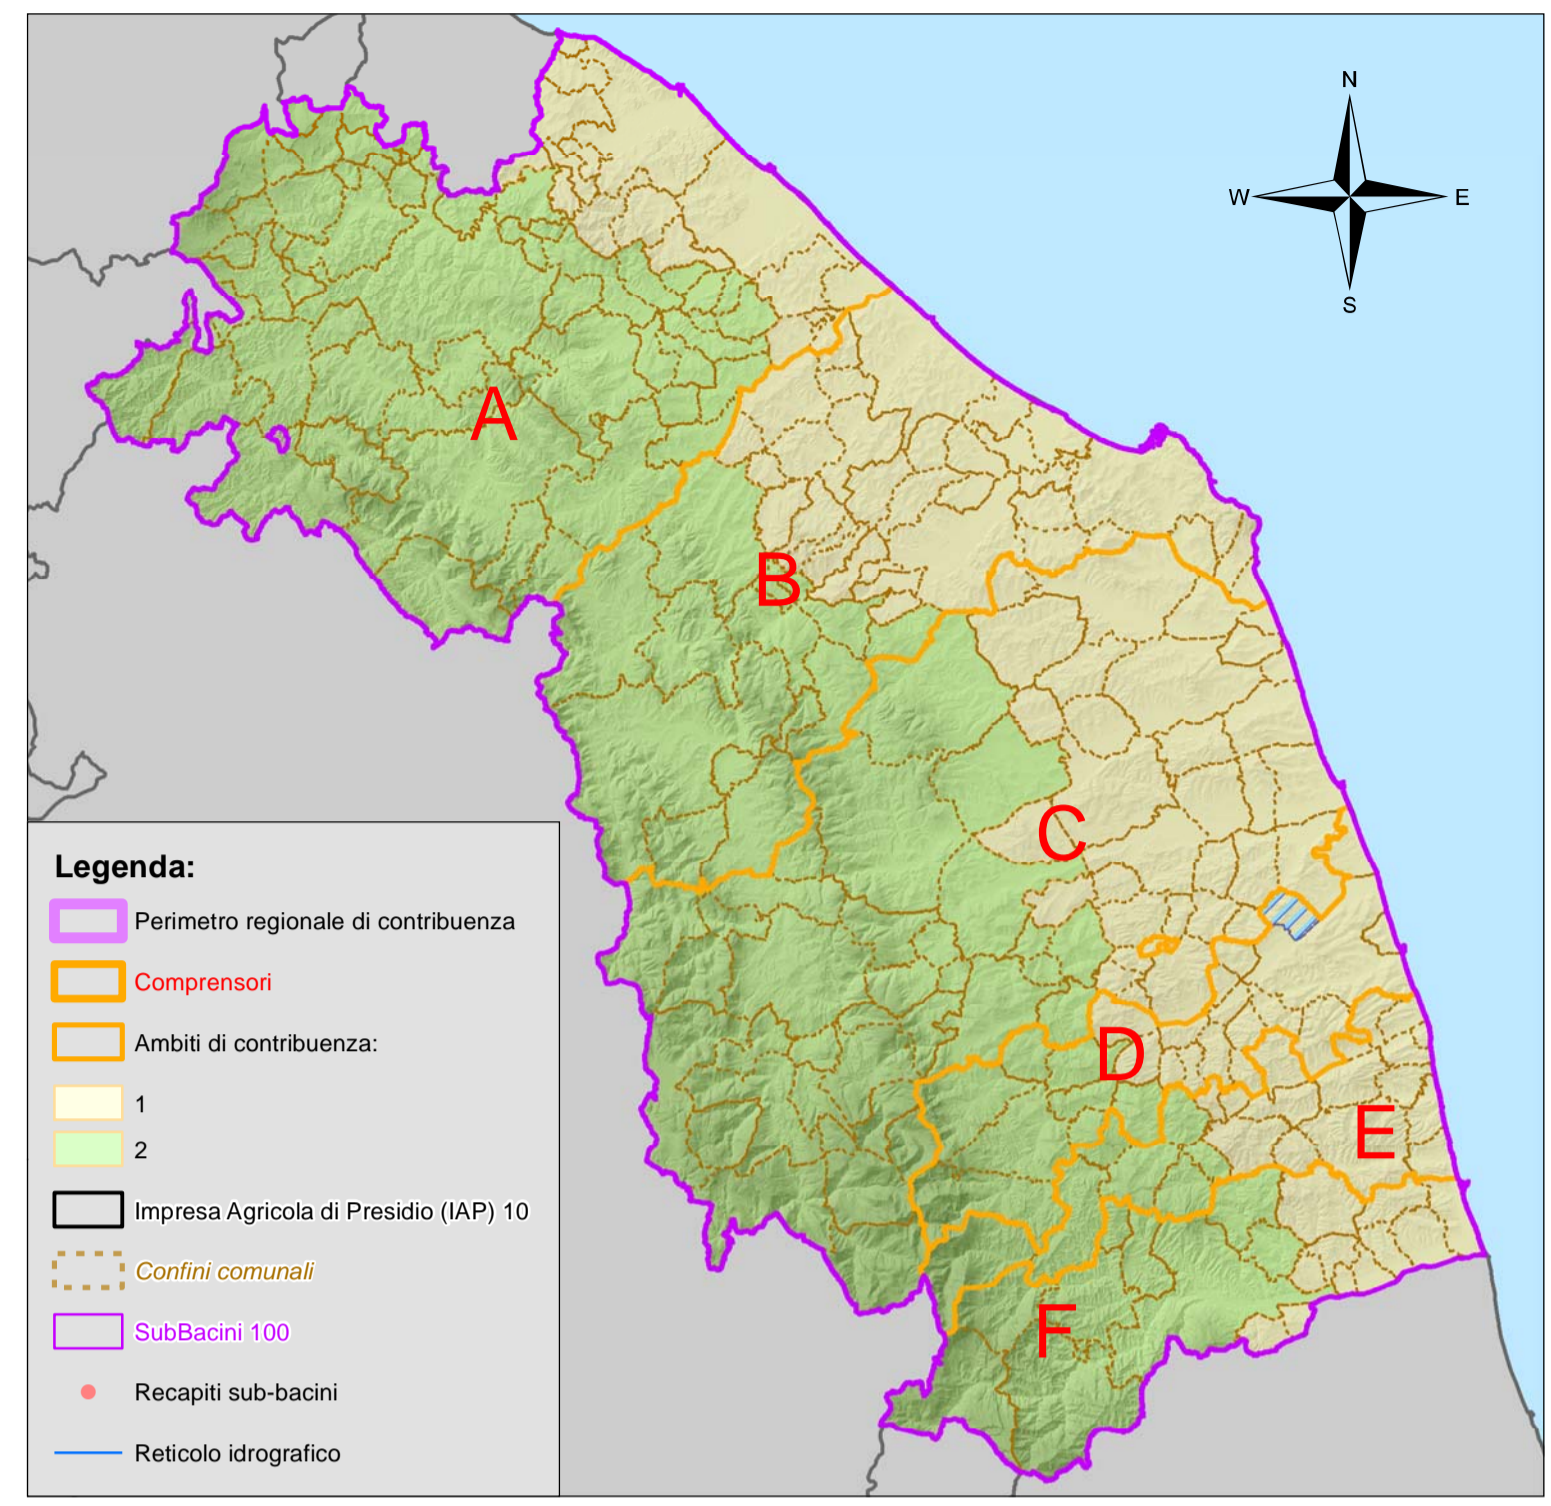 N
W
E
S
A
B
C
D
E
F
Legenda:
Perimetro regionale di contribuenza
Comprensori
Ambiti di contribuenza:
1
2
Impresa Agricola di Presidio (IAP) 10
Confini comunali
SubBacini 100
Recapiti sub-bacini
Reticolo idrografico